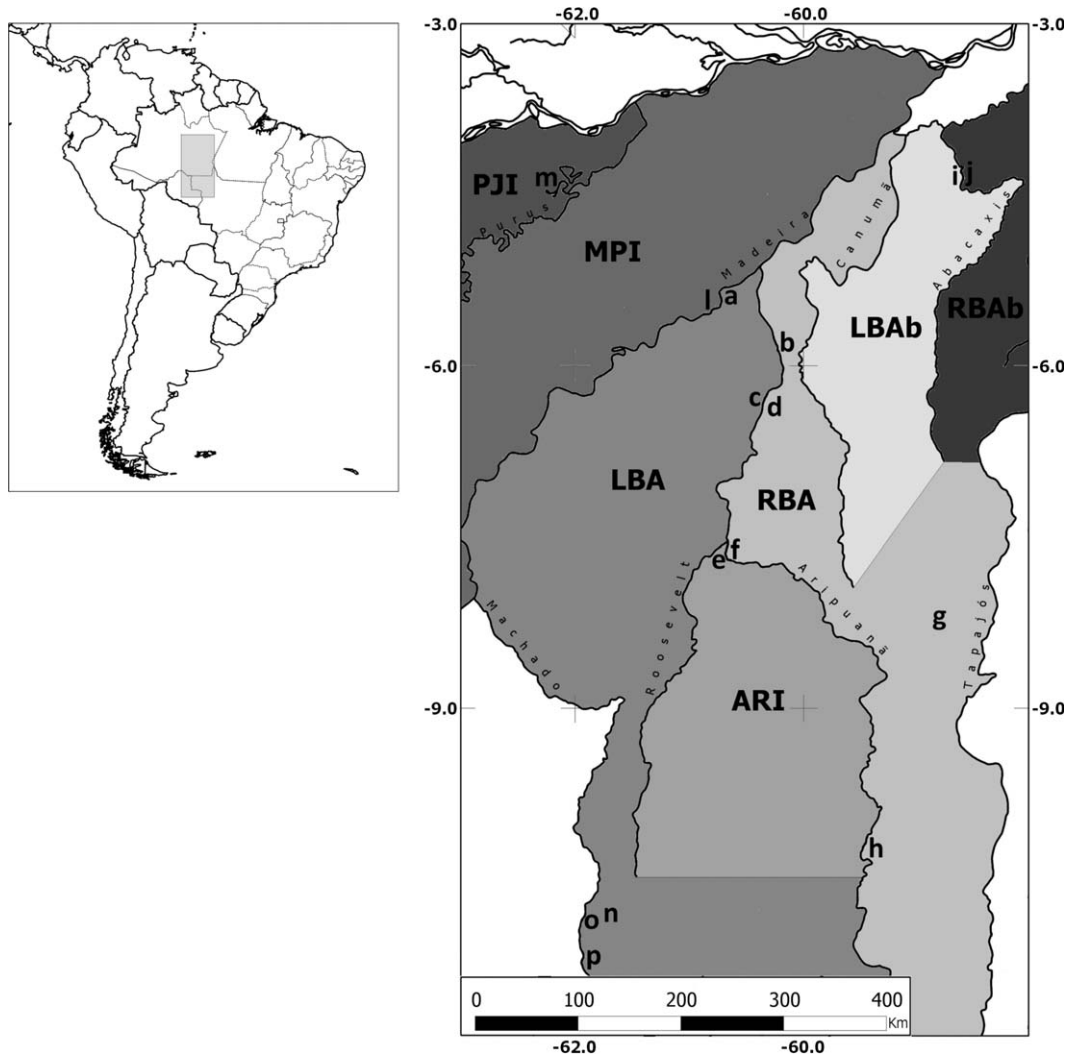 -62.0 -60.0
-3.0 -3.0
PJI m
Purus
MPI
Madeira
Canumã
i j
Abacaxis
l a
LBAb
RBAb
b
-6.0 -6.0
c d
LBA
RBA
e f
Machado
Roosevelt
Aripuanã
g
Tapajós
-9.0 -9.0
ARI
h
o n
p
0 100 200 300 400
Km
-62.0 -60.0